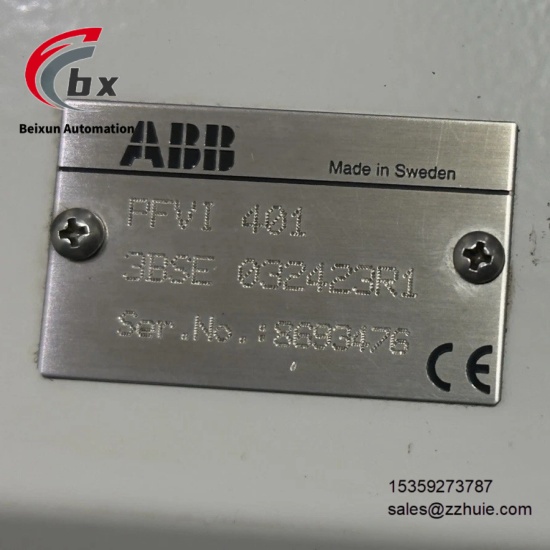 bx
Beixun Automation
ABB
Made in Sweden
PFVI 401
3BSE 032423R1
Ser.No.:8693476
CE
15359273787
sales@zzhuie.com